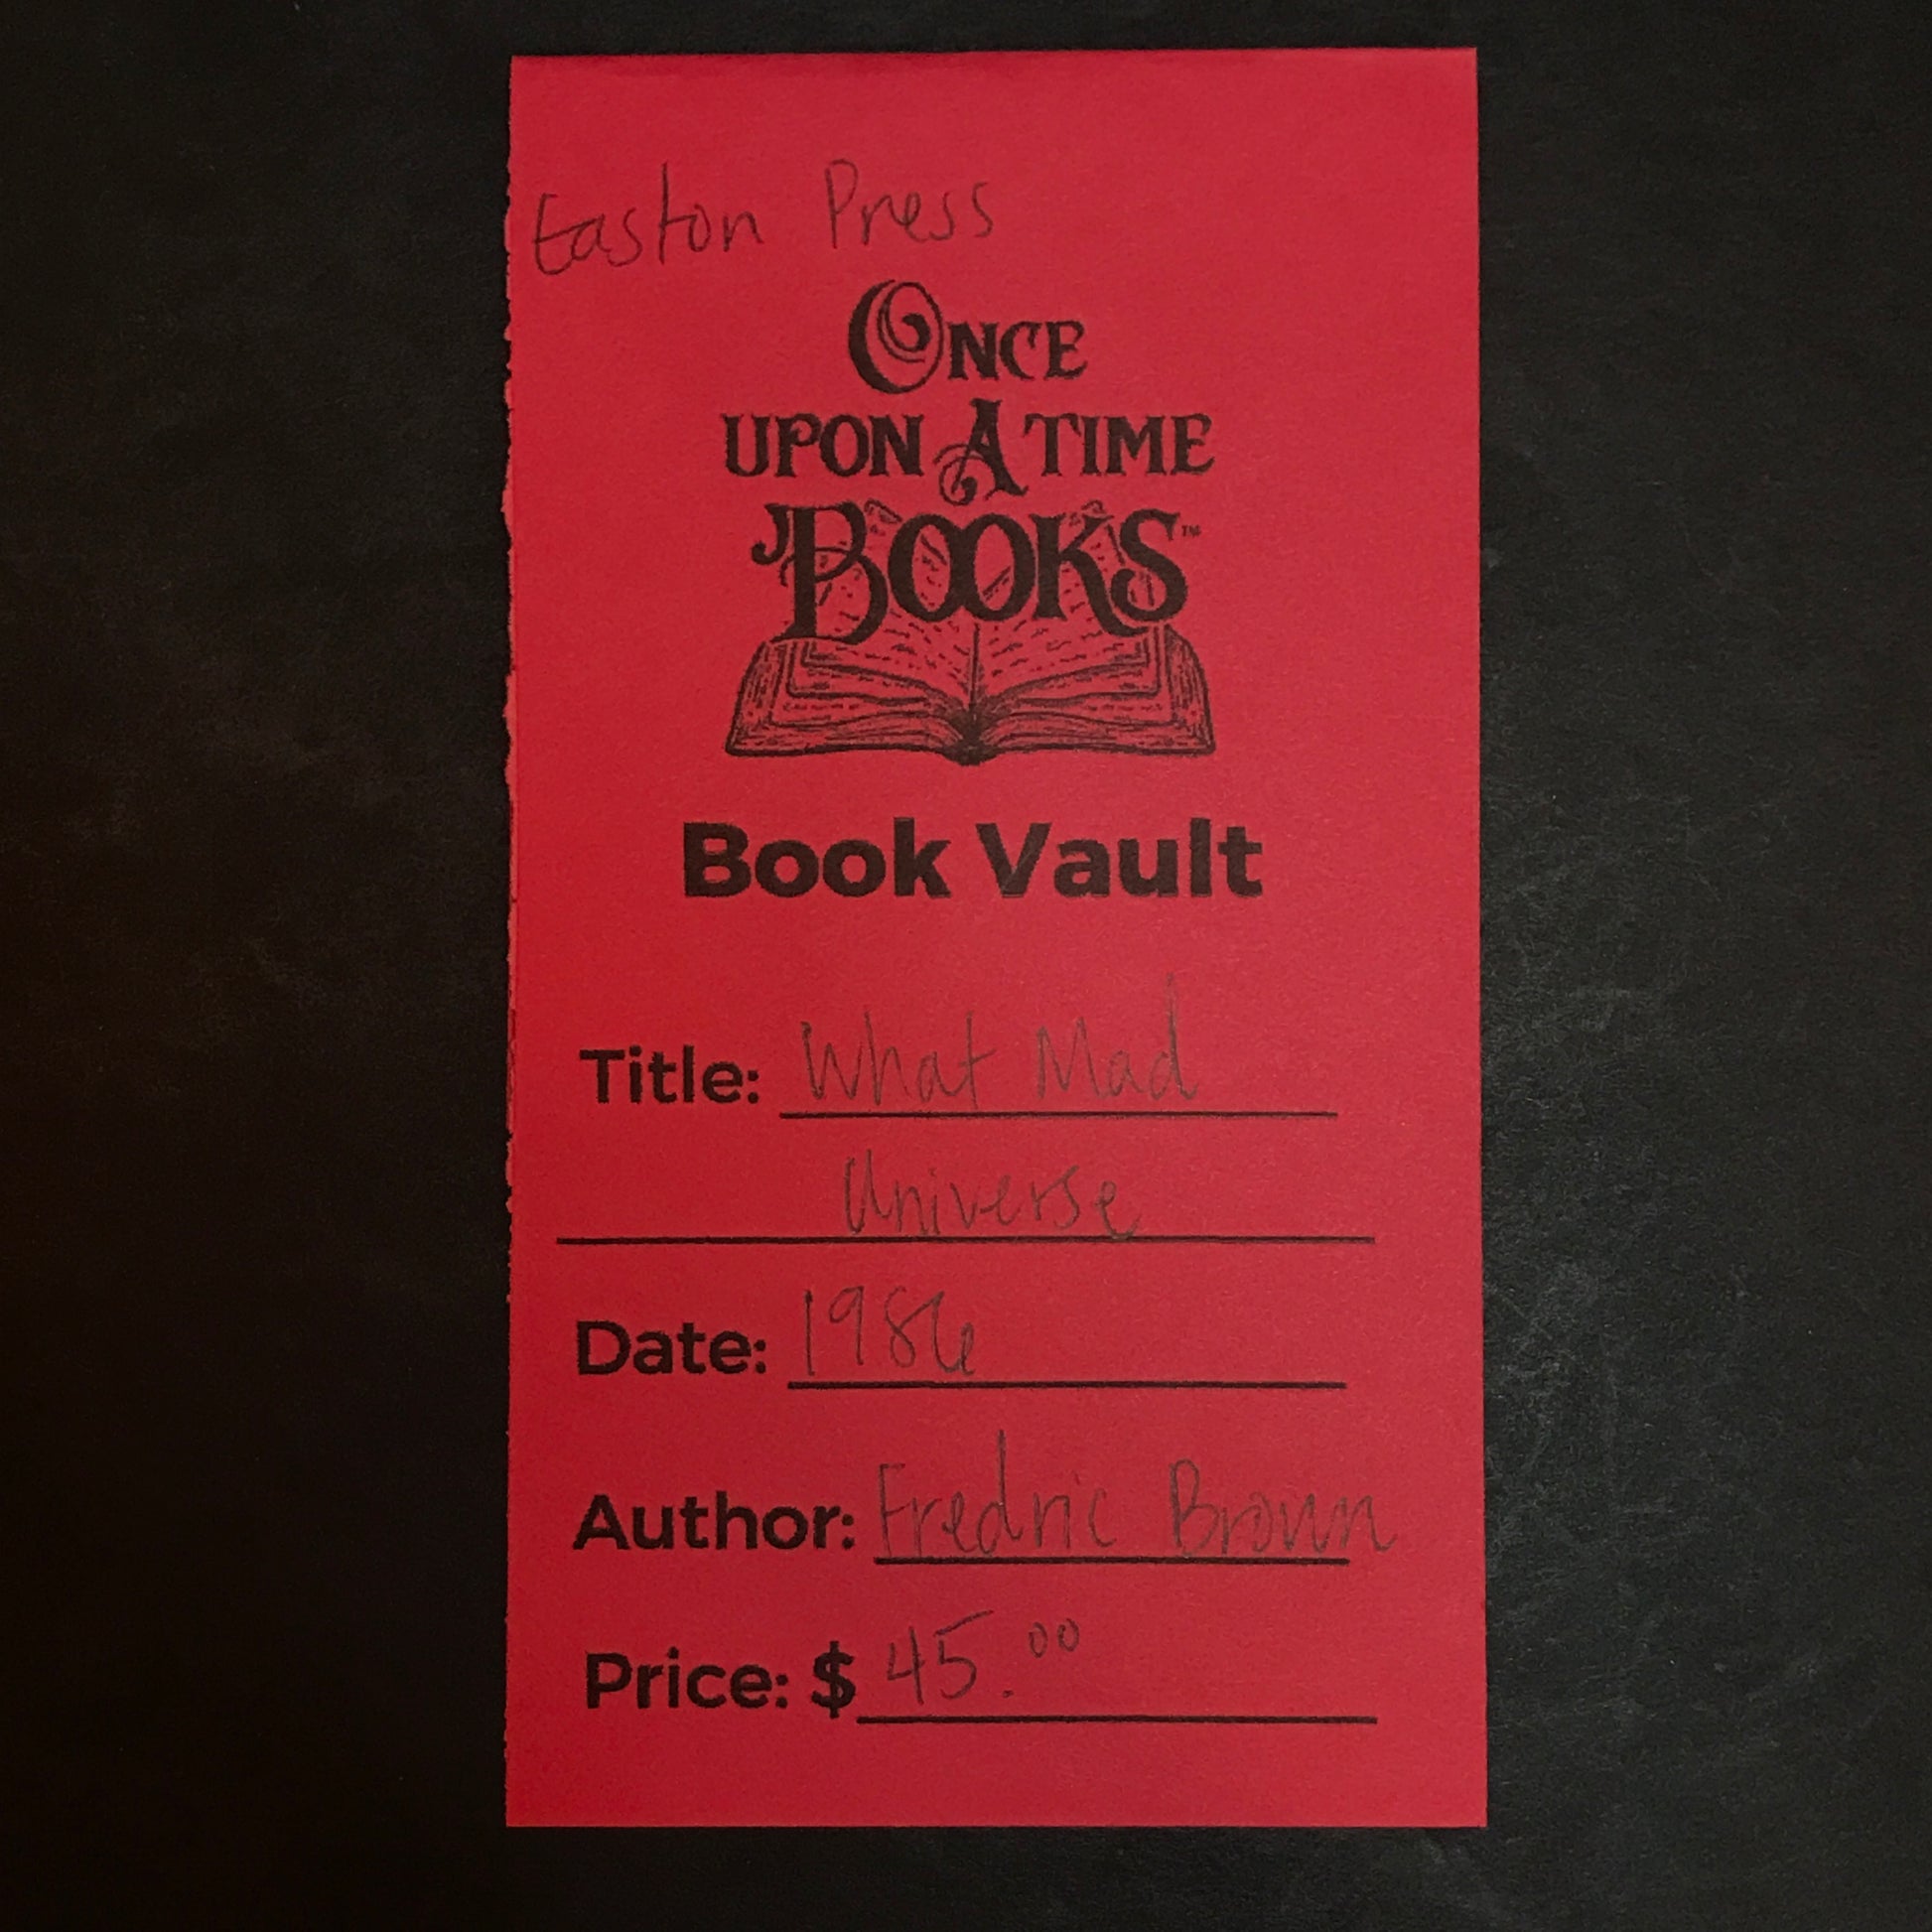 Easton Press
ONCE
UPON A TIME
BOOKS™
Book Vault
Title: What Mad
Universe
Date: 1986
Author: Fredric Brown
Price: $ 45.00